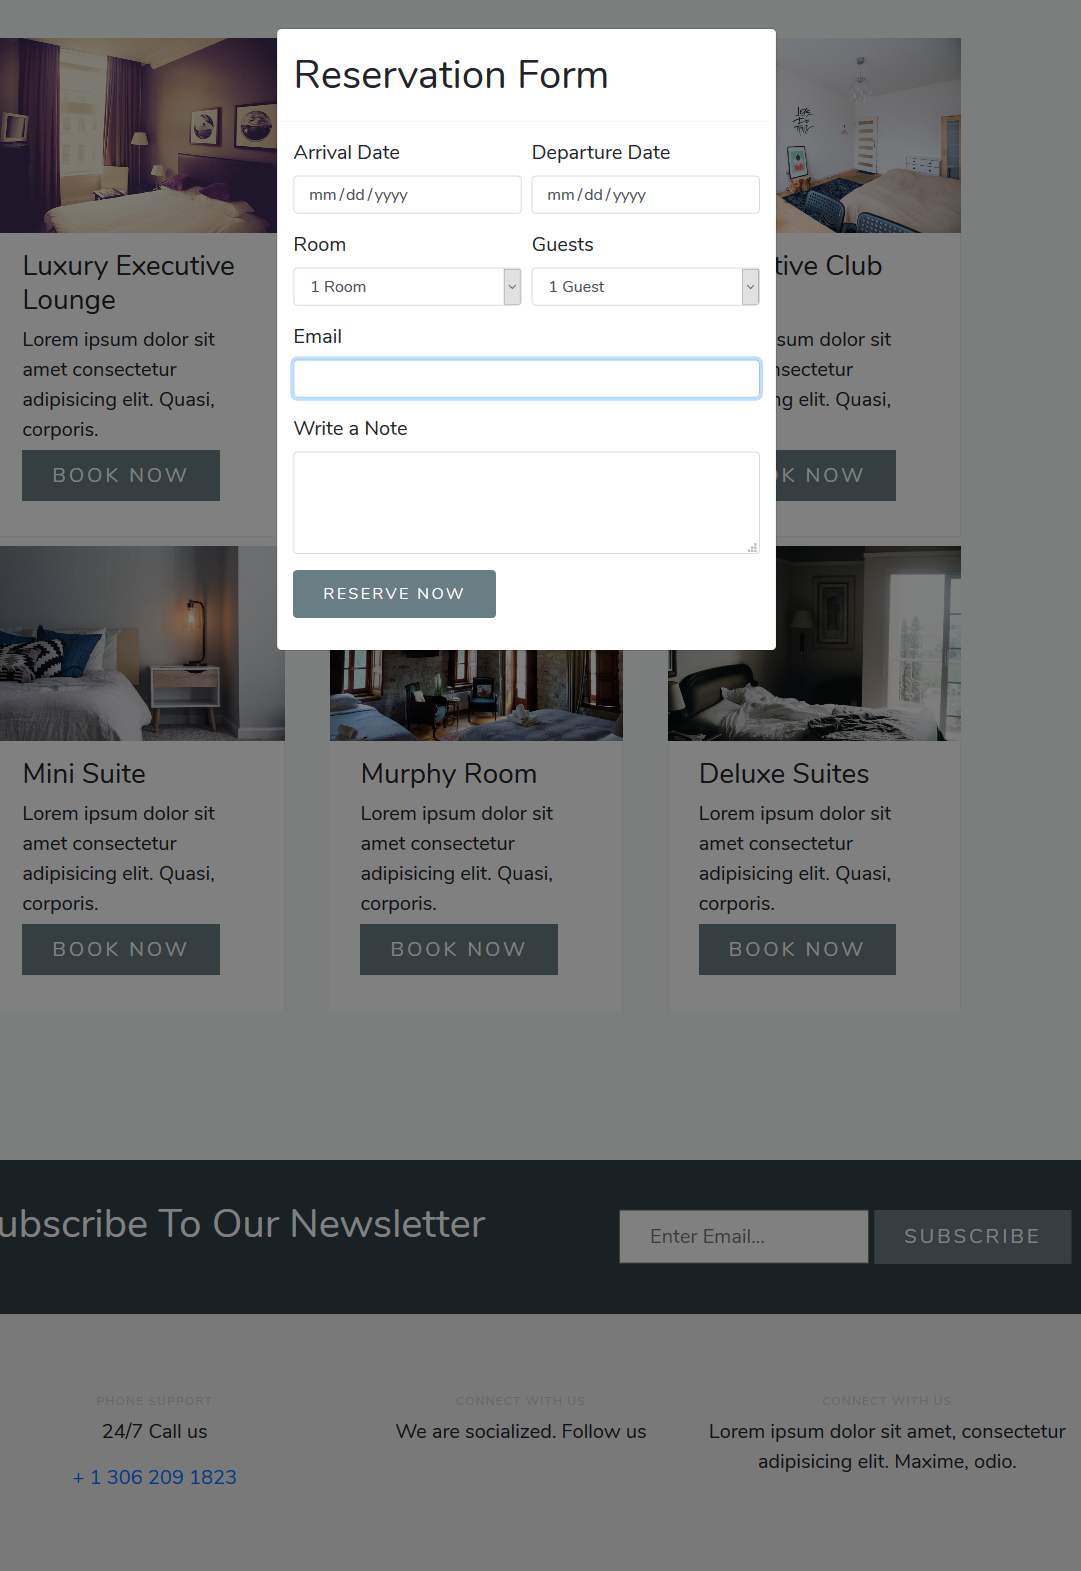 Reservation Form
Arrival Date
Departure Date
mm/dd/yyyy
mm/dd/yyyy
Room
Guests
1 Room
1 Guest
Email
Write a Note
RESERVE NOW
Luxury Executive
Lounge
Lorem ipsum dolor sit
amet consectetur
adipisicing elit. Quasi,
corporis.
BOOK NOW
tive Club
sum dolor sit
nsectetur
ng elit. Quasi,
OK NOW
Mini Suite
Lorem ipsum dolor sit
amet consectetur
adipisicing elit. Quasi,
corporis.
BOOK NOW
Murphy Room
Lorem ipsum dolor sit
amet consectetur
adipisicing elit. Quasi,
corporis.
BOOK NOW
Deluxe Suites
Lorem ipsum dolor sit
amet consectetur
adipisicing elit. Quasi,
corporis.
BOOK NOW
ubscribe To Our Newsletter
Enter Email...
SUBSCRIBE
PHONE SUPPORT
24/7 Call us
+ 1 306 209 1823
CONNECT WITH US
We are socialized. Follow us
CONNECT WITH US
Lorem ipsum dolor sit amet, consectetur
adipisicing elit. Maxime, odio.